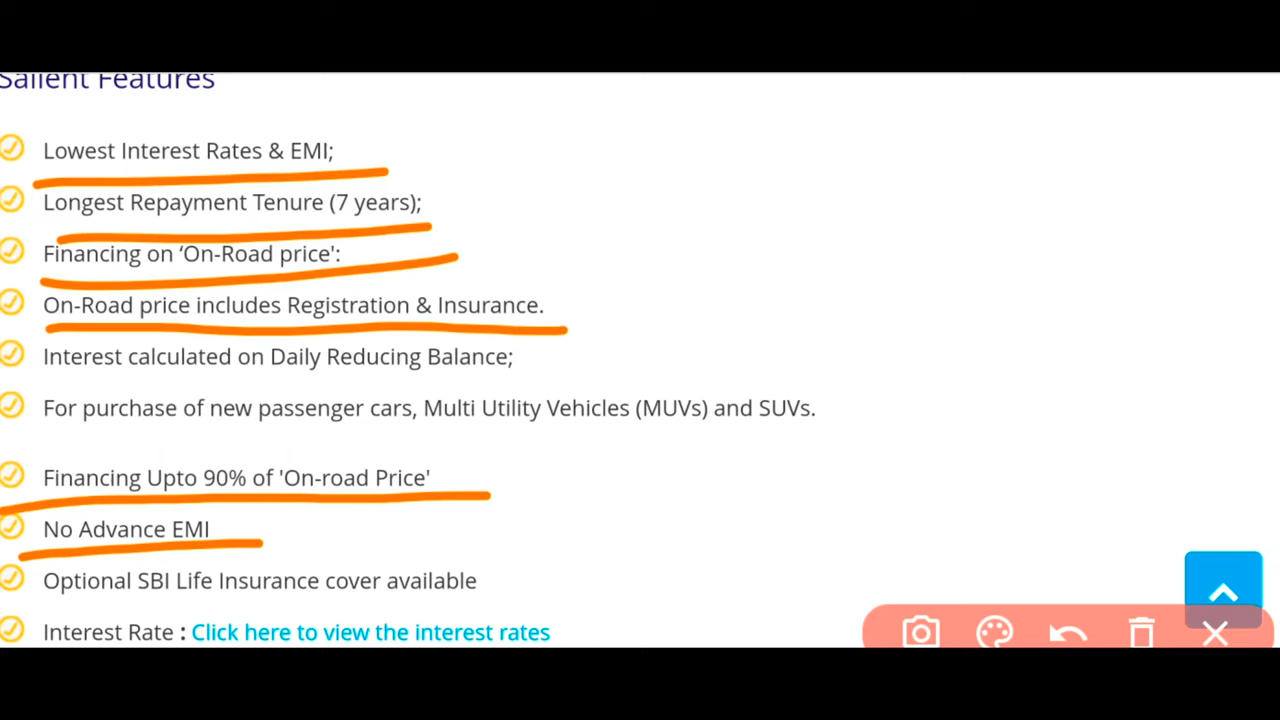 Salient Features
Lowest Interest Rates & EMI;
Longest Repayment Tenure (7 years);
Financing on ‘On-Road price':
On-Road price includes Registration & Insurance.
Interest calculated on Daily Reducing Balance;
For purchase of new passenger cars, Multi Utility Vehicles (MUVs) and SUVs.
Financing Upto 90% of 'On-road Price'
No Advance EMI
Optional SBI Life Insurance cover available
Interest Rate : Click here to view the interest rates